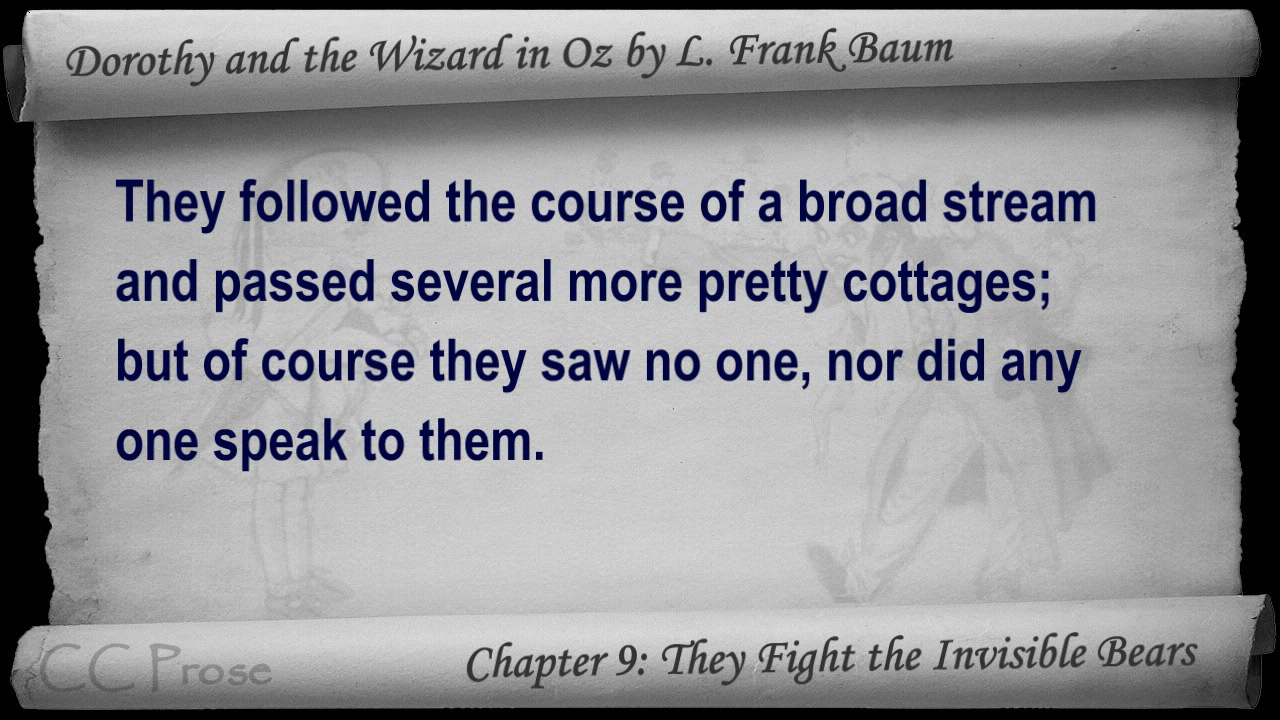 Dorothy and the Wizard in Oz by L. Frank Baum
They followed the course of a broad stream
and passed several more pretty cottages;
but of course they saw no one, nor did any
one speak to them.
CC Prose
Chapter 9: They Fight the Invisible Bears